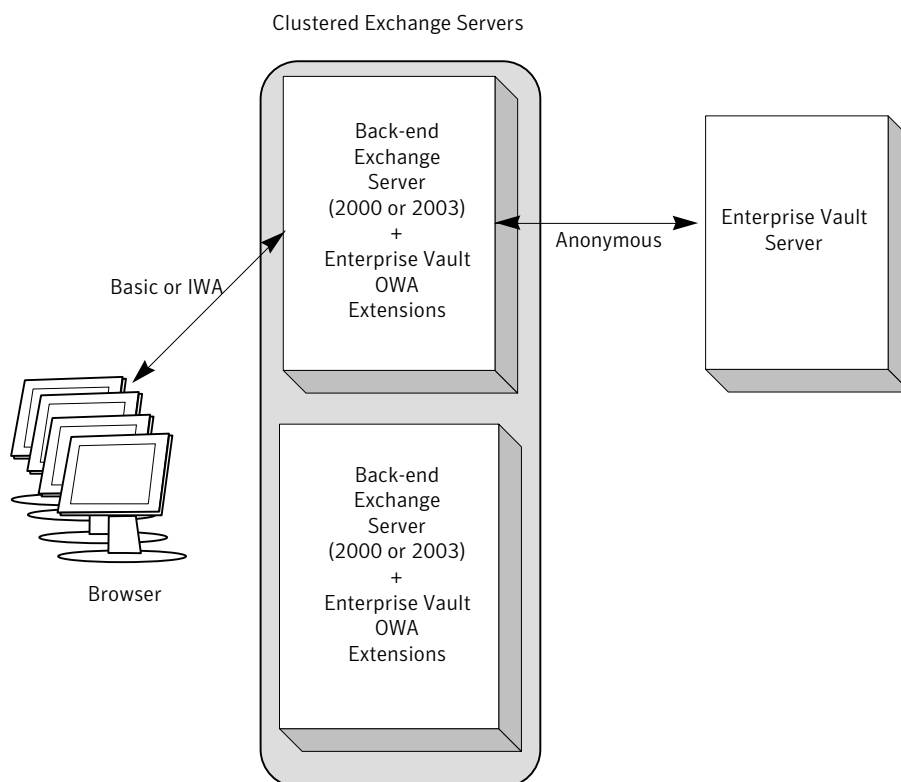 Clustered Exchange Servers
Back-end
Exchange
Server
(2000 or 2003)
+
Enterprise Vault
OWA
Extensions
Enterprise Vault
Server
Anonymous
Basic or IWA
Browser
Back-end
Exchange
Server
(2000 or 2003)
+
Enterprise Vault
OWA
Extensions